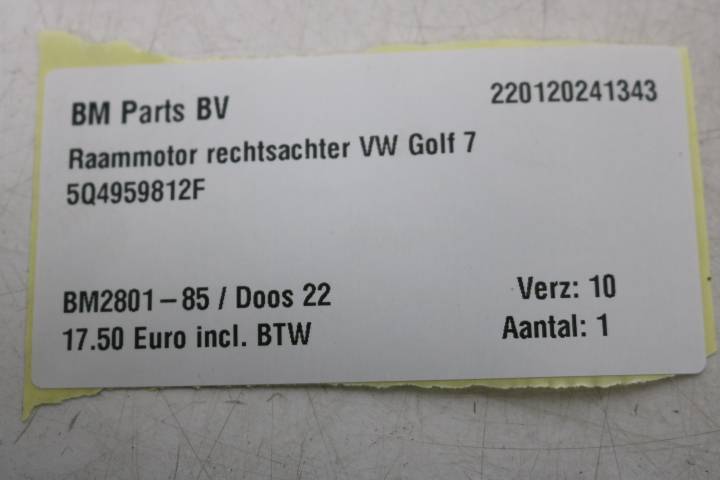 BM Parts BV 220120241343
Raammotor rechtsachter VW Golf 7
5Q4959812F
BM2801-85 / Doos 22 Verz: 10
17.50 Euro incl. BTW Aantal: 1